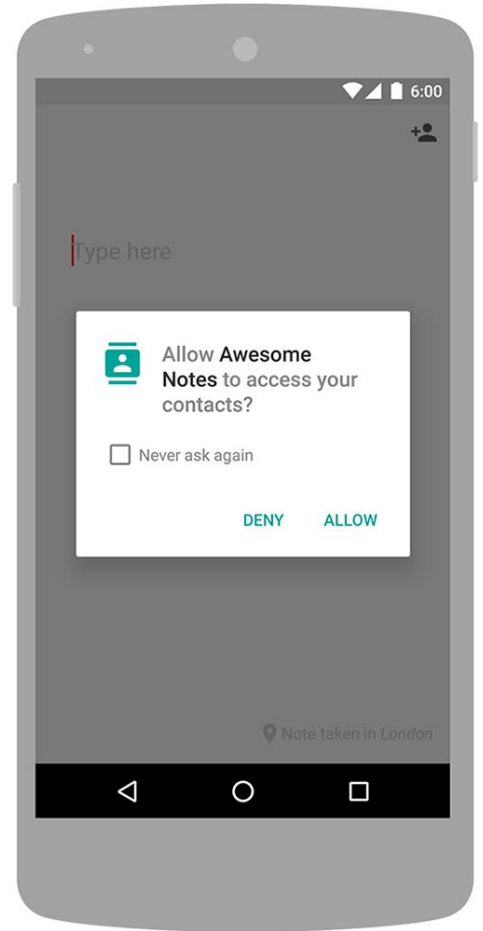 6:00
Type here
Allow Awesome
Notes to access your
contacts?
Never ask again
DENY ALLOW
Note taken in London